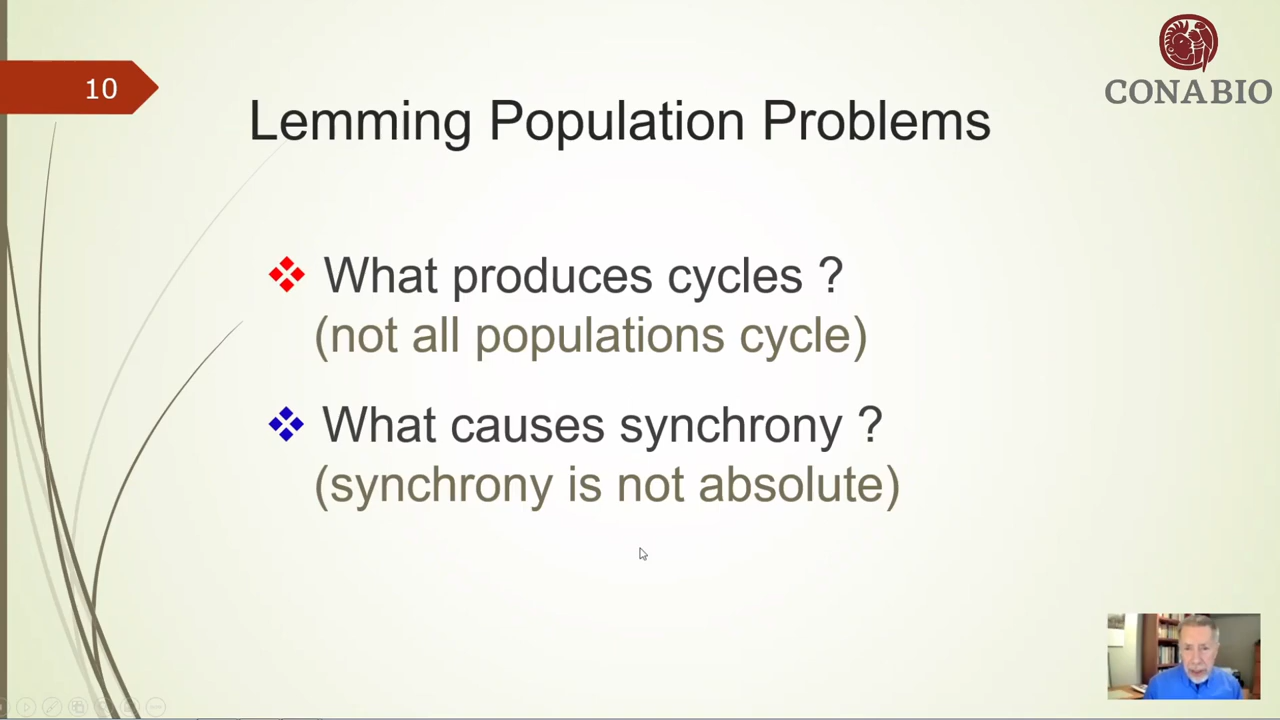 CONABIO
10
Lemming Population Problems
What produces cycles ?
(not all populations cycle)
What causes synchrony ?
(synchrony is not absolute)